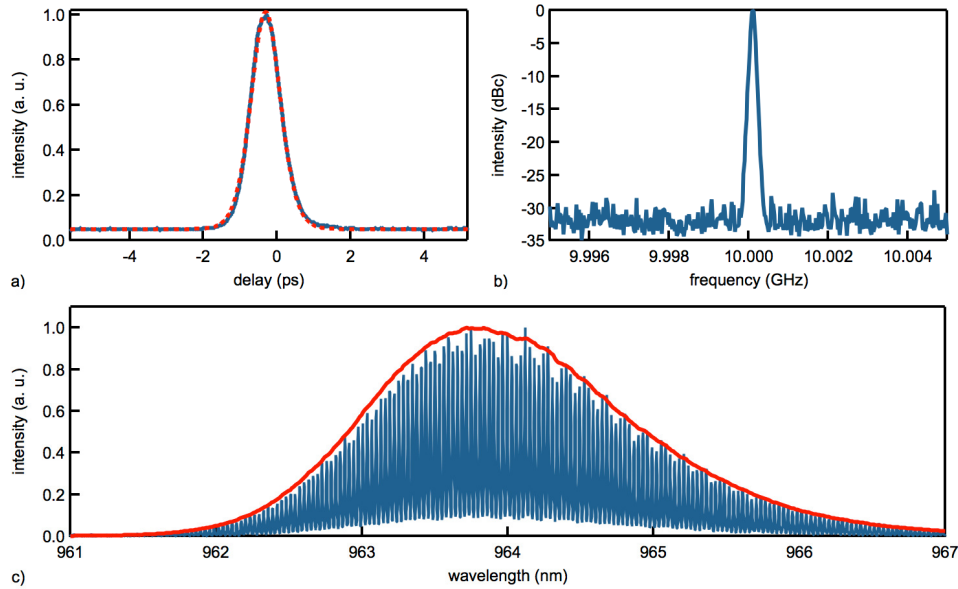 1.0
0.8
0.6
0.4
0.2
0.0
intensity (a. u.)
-4 -2 0 2 4
a) delay (ps)
0
-5
-10
-15
-20
-25
-30
-35
intensity (dBc)
9.996 9.998 10.000 10.002 10.004
b) frequency (GHz)
1.0
0.8
0.6
0.4
0.2
0.0
intensity (a. u.)
961 962 963 964 965 966 967
c) wavelength (nm)